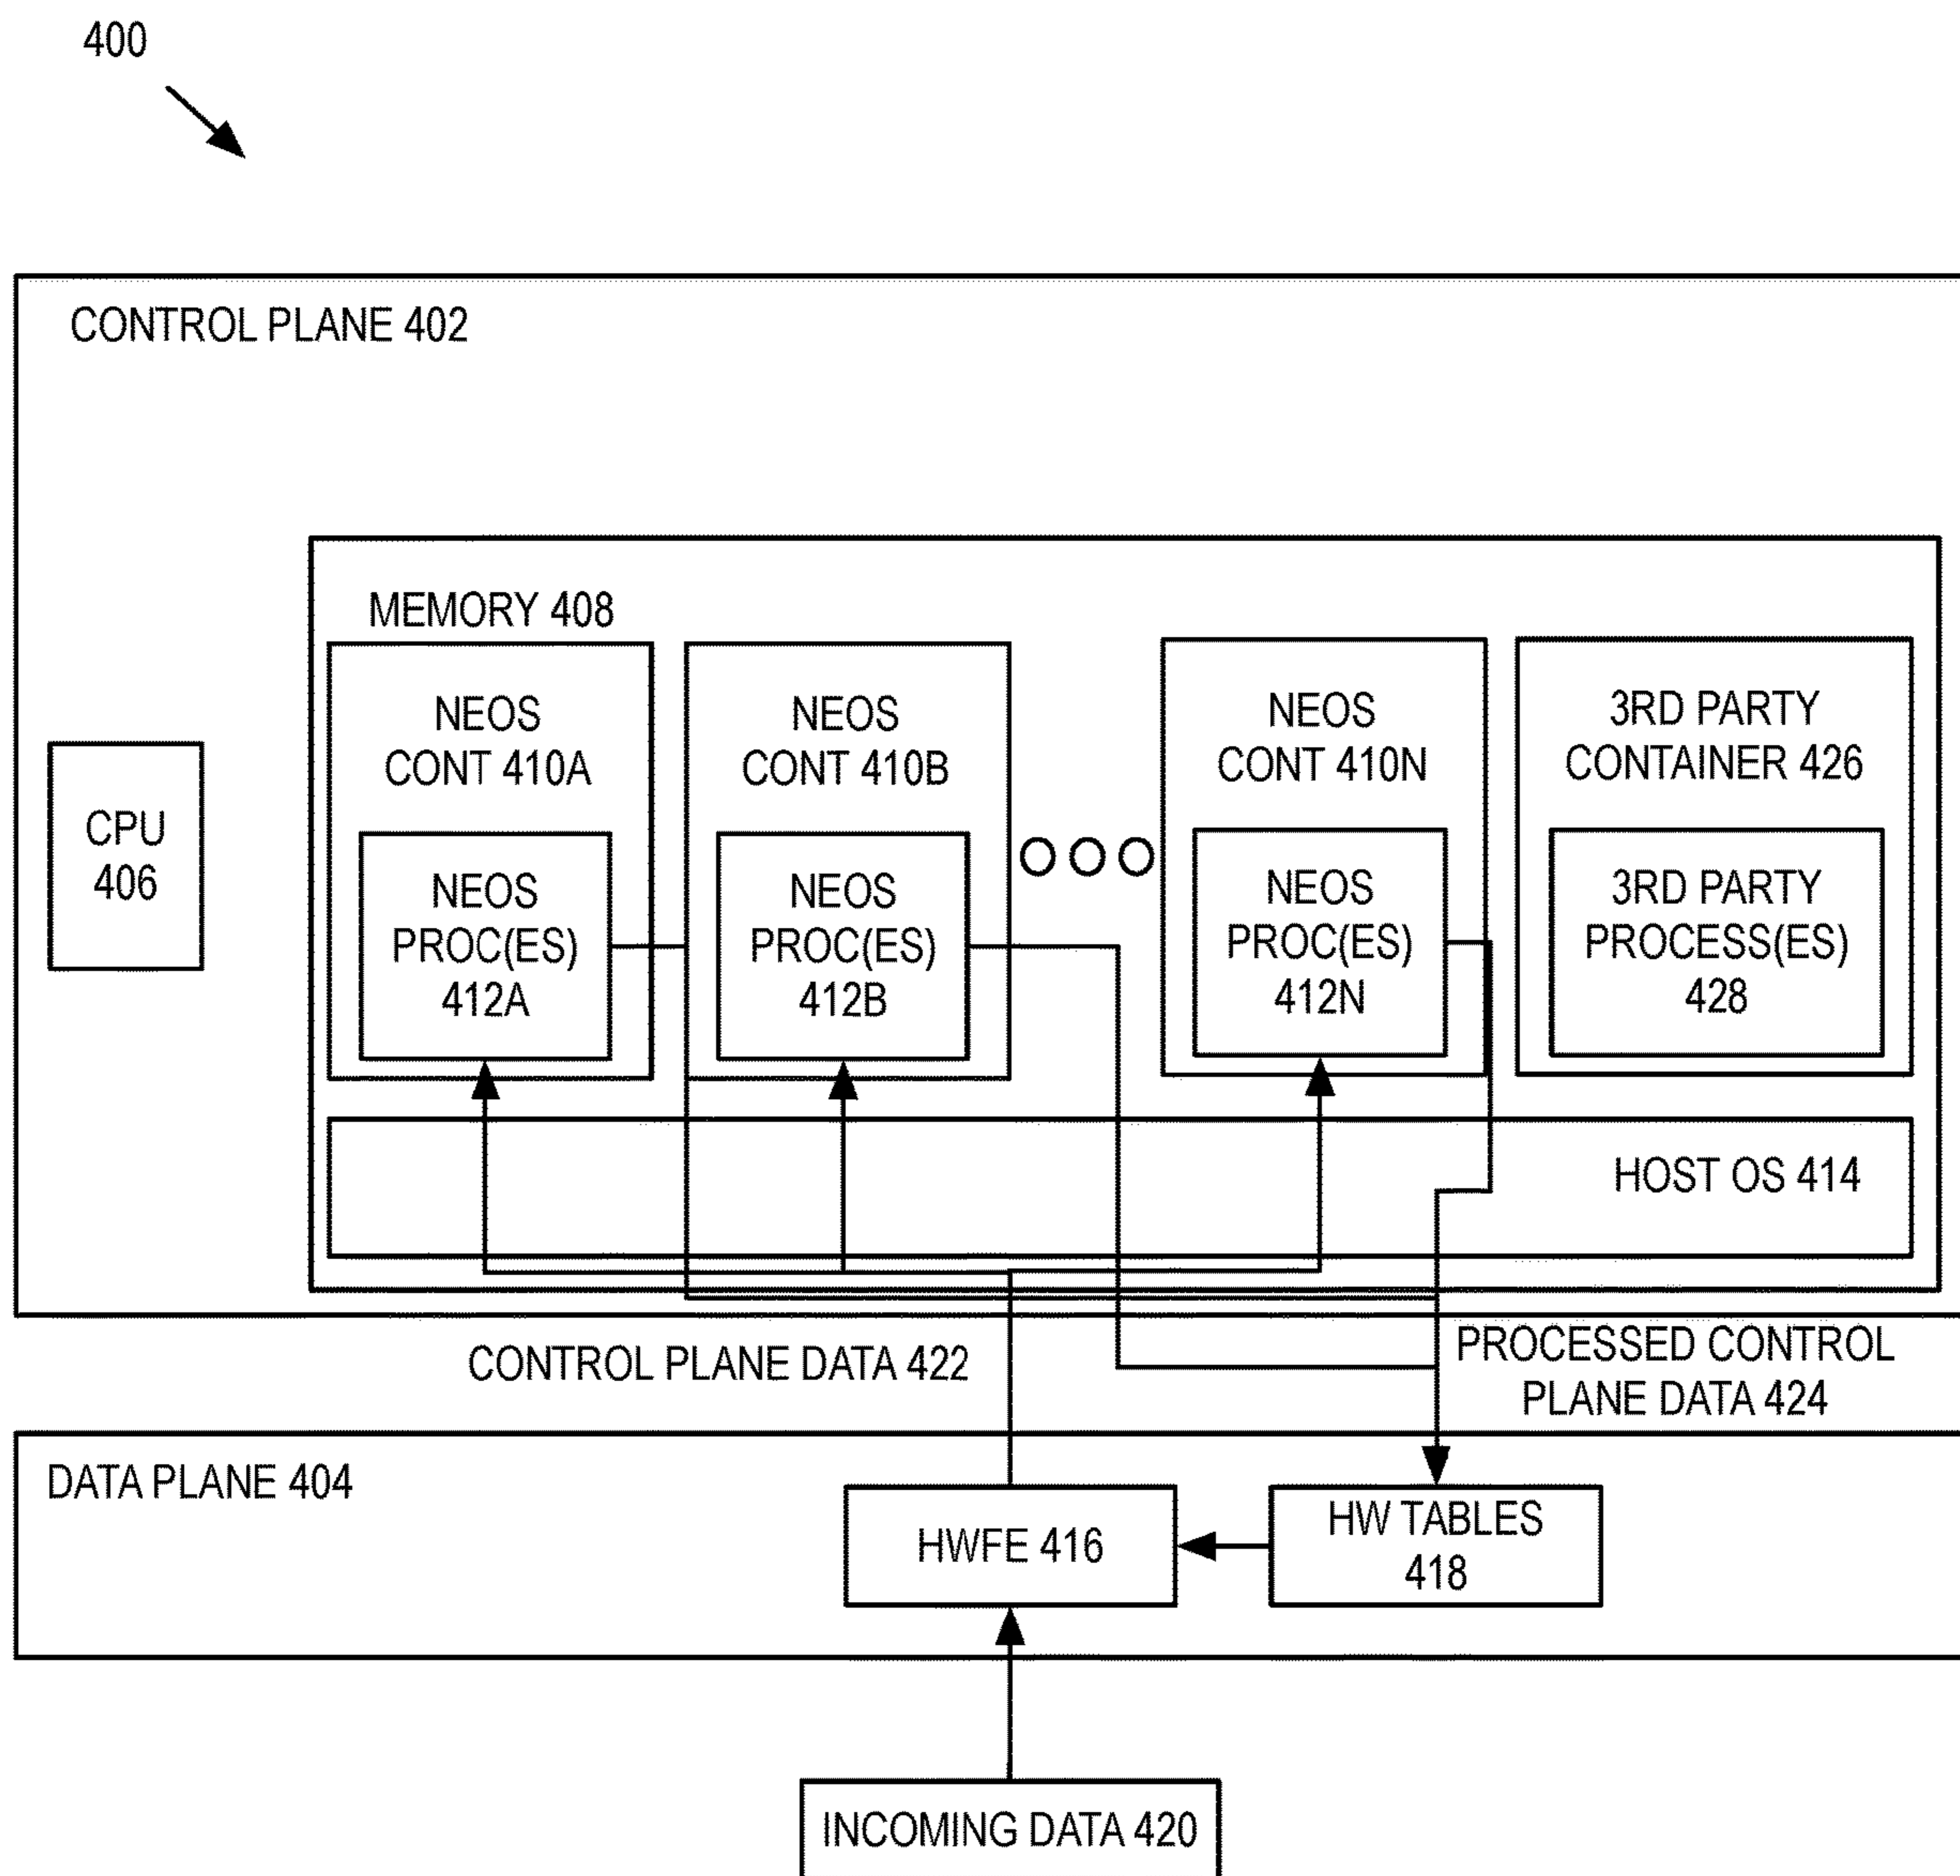 400
CONTROL PLANE 402
MEMORY 408
NEOS
CONT 410A
NEOS
CONT 410B
NEOS
CONT 410N
3RD PARTY
CONTAINER 426
CPU
406
NEOS
PROC(ES)
412A
NEOS
PROC(ES)
412B
NEOS
PROC(ES)
412N
3RD PARTY
PROCESS(ES)
428
HOST OS 414
CONTROL PLANE DATA 422
PROCESSED CONTROL
PLANE DATA 424
DATA PLANE 404
HWFE 416
HW TABLES
418
INCOMING DATA 420